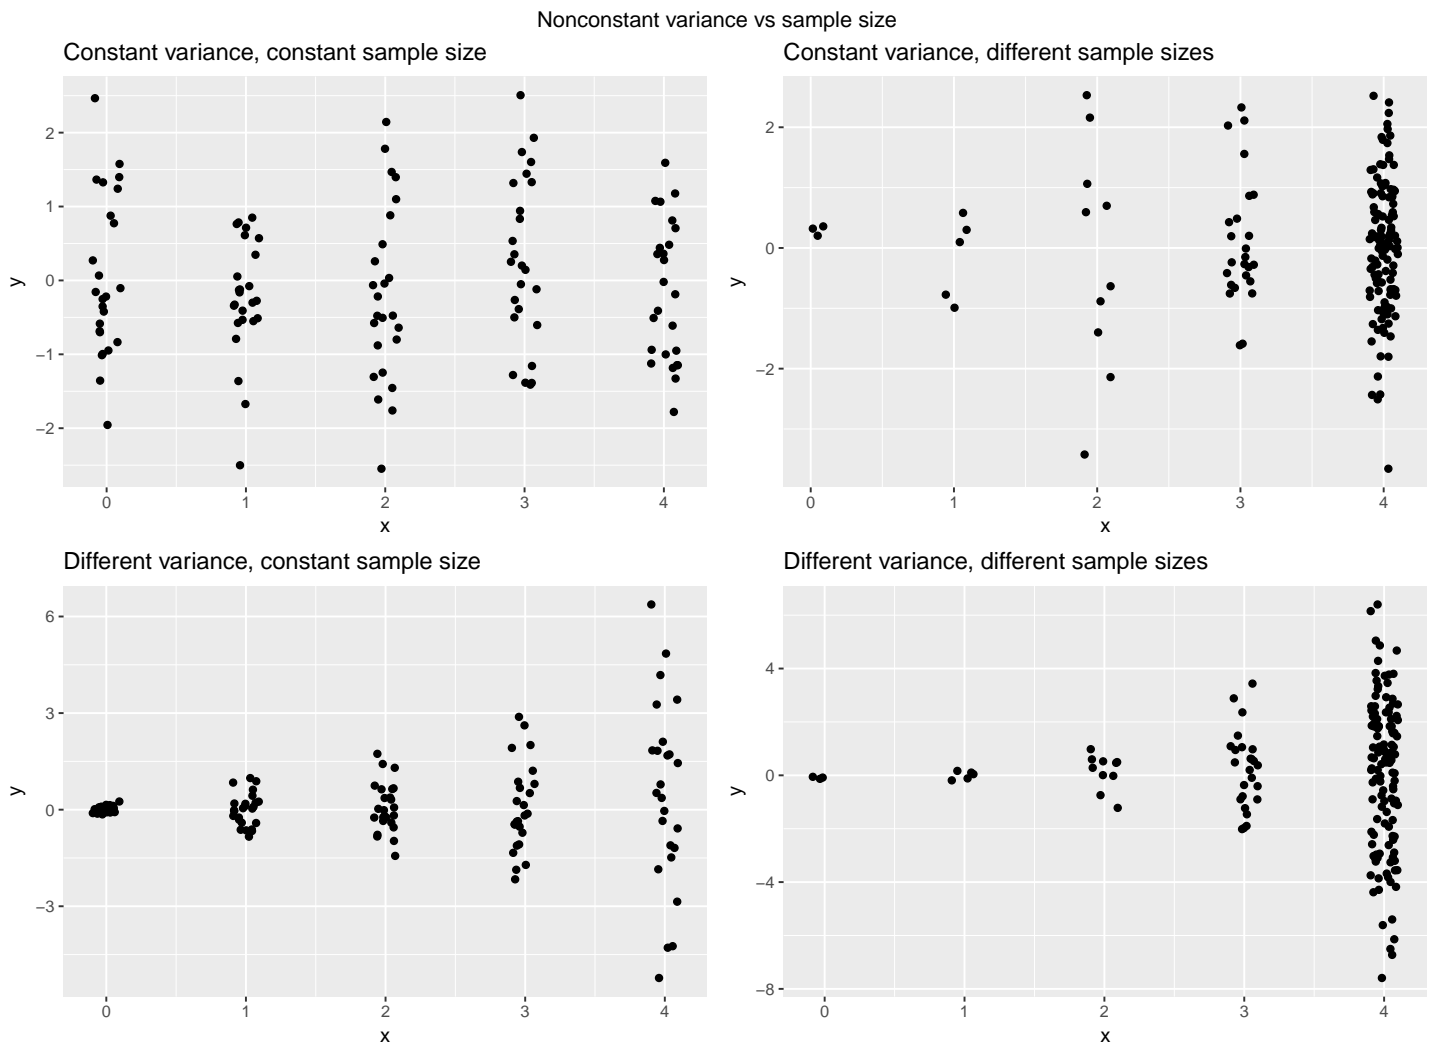 Nonconstant variance vs sample size
Constant variance, constant sample size
2
1
0
−1
−2
y
0 1 2 3 4
x
Constant variance, different sample sizes
2
0
−2
y
0 1 2 3 4
x
Different variance, constant sample size
6
3
0
−3
y
0 1 2 3 4
x
Different variance, different sample sizes
4
0
−4
−8
y
0 1 2 3 4
x